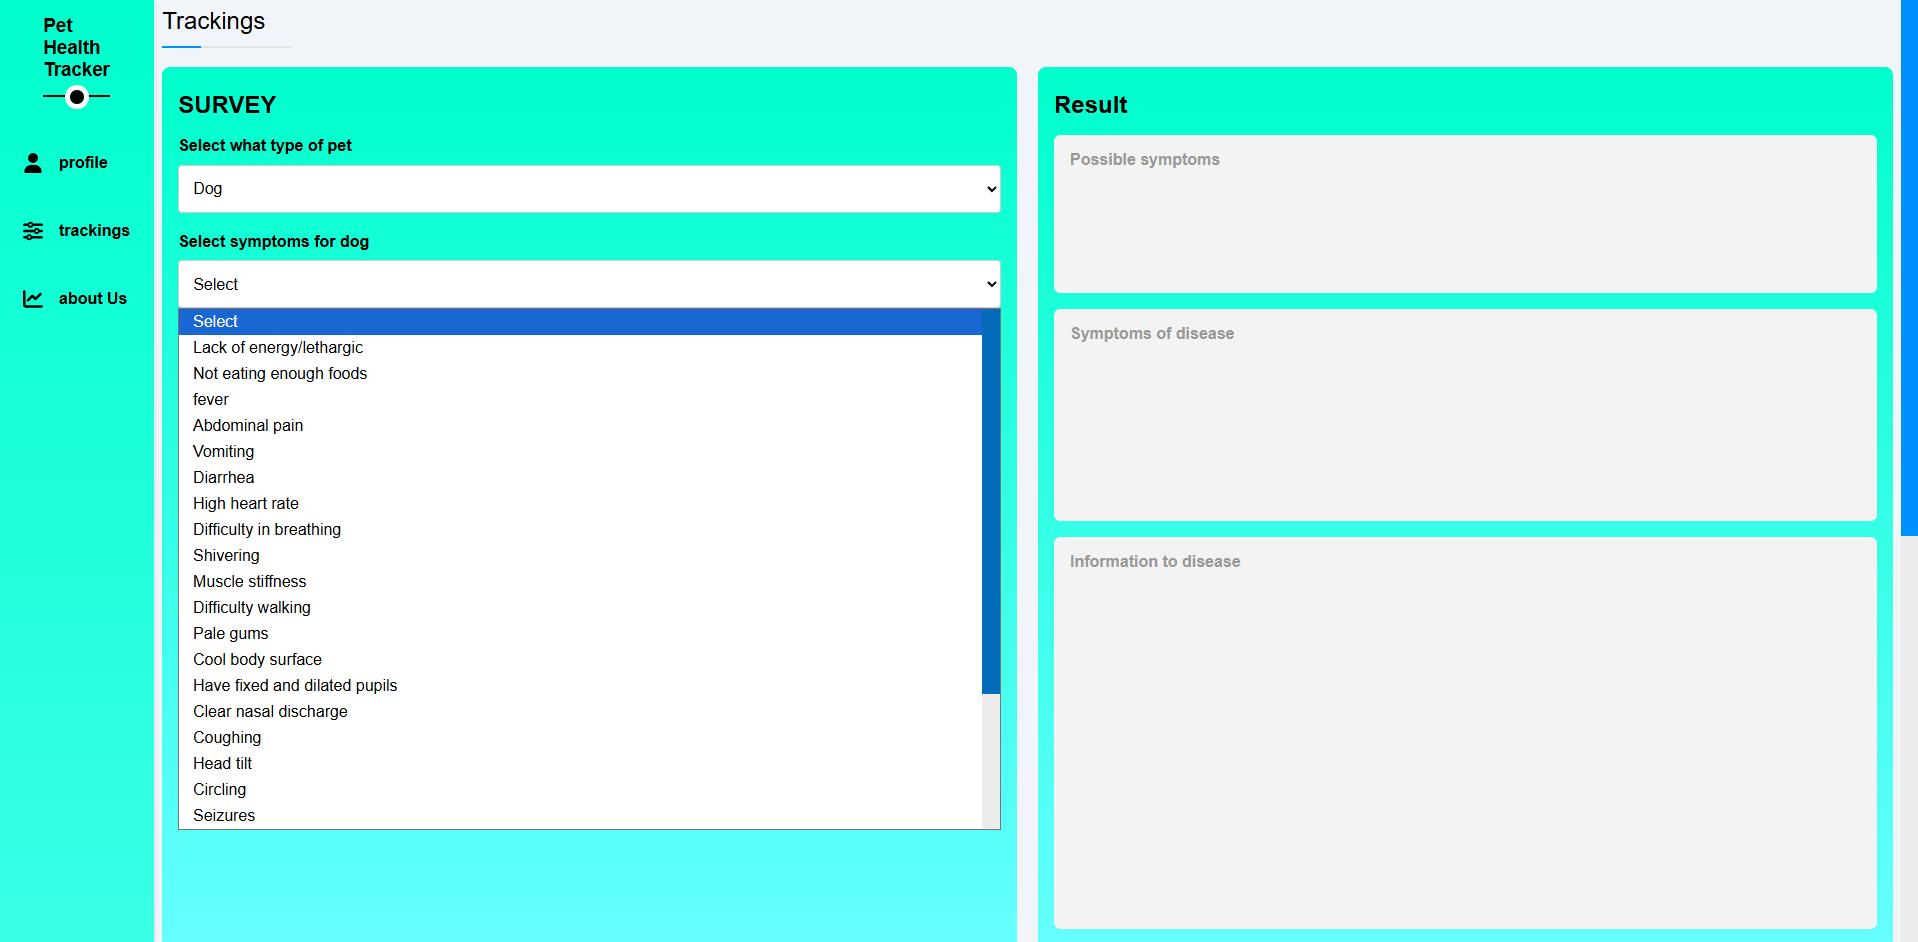 Pet
Health
Tracker
profile
trackings
about Us
Trackings
SURVEY
Select what type of pet
Dog
Select symptoms for dog
Select
Select
Lack of energy/lethargic
Not eating enough foods
fever
Abdominal pain
Vomiting
Diarrhea
High heart rate
Difficulty in breathing
Shivering
Muscle stiffness
Difficulty walking
Pale gums
Cool body surface
Have fixed and dilated pupils
Clear nasal discharge
Coughing
Head tilt
Circling
Seizures
Result
Possible symptoms
Symptoms of disease
Information to disease